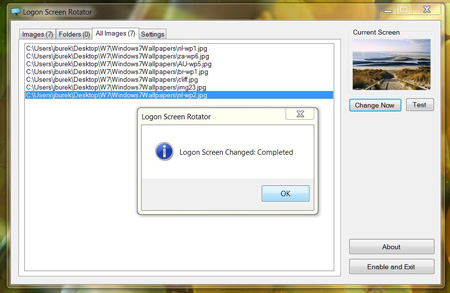 Logon Screen Rotator
Images (7) Folders (0) All Images (7) Settings
C:\Users\jburek\Desktop\W7\Windows7Wallpapers\nl-wp1.jpg
C:\Users\jburek\Desktop\W7\Windows7Wallpapers\za-wp6.jpg
C:\Users\jburek\Desktop\W7\Windows7Wallpapers\AU-wp5.jpg
C:\Users\jburek\Desktop\W7\Windows7Wallpapers\br-wp1.jpg
C:\Users\jburek\Desktop\W7\Windows7Wallpapers\cliff.jpg
C:\Users\jburek\Desktop\W7\Windows7Wallpapers\img23.jpg
C:\Users\jburek\Desktop\W7\Windows7Wallpapers\nl-wp2.jpg
Current Screen
Change Now Test
Logon Screen Rotator
Logon Screen Changed: Completed
OK
About
Enable and Exit